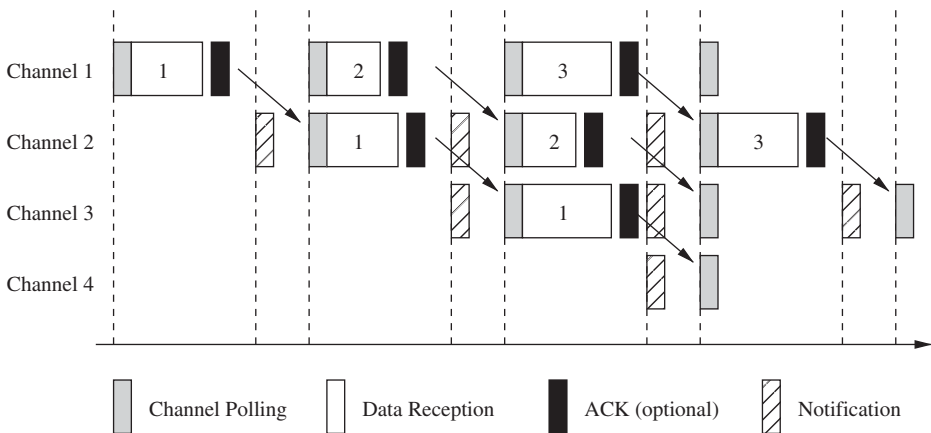 Channel 1
1
2
3
Channel 2
1
2
3
Channel 3
1
Channel 4
Channel Polling
Data Reception
ACK (optional)
Notification